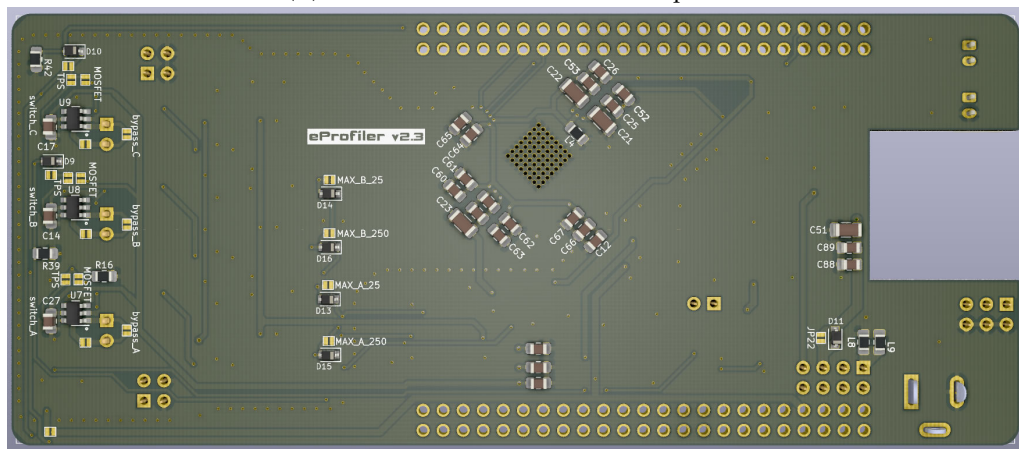 D10
R42
TPS
MOSFET
switch_C
U9
bypass_C
C17
D9
TPS
MOSFET
switch_B
U8
bypass_B
C14
R39
TPS
MOSFET
R16
C27
U7
switch_A
bypass_A
eProfiler v2.3
MAX_B_25
D14
MAX_B_250
D16
MAX_A_25
D13
MAX_A_250
D15
C26
C53
C22
C52
C25
C21
C65
C64
C61
C60
C23
C62
C63
C67
C66
C12
C51
C89
C88
D11
JP22
L8
L9